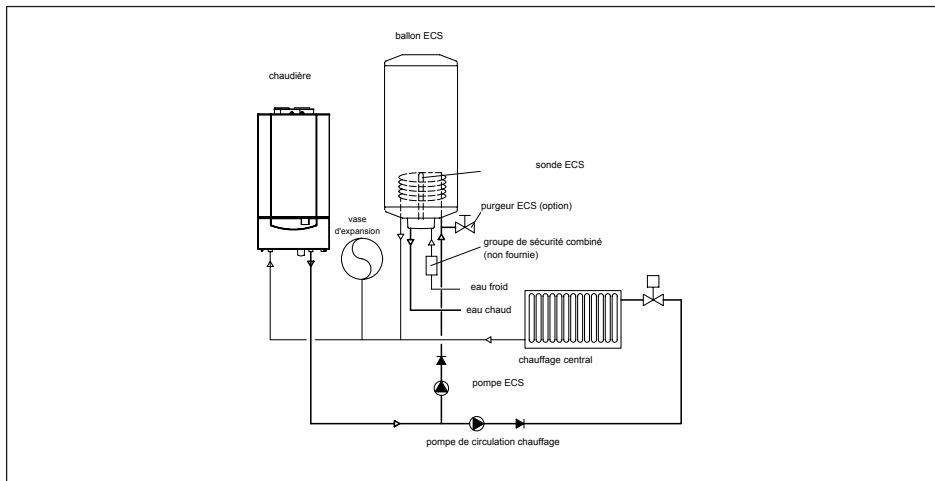 ballon ECS
chaudière
sonde ECS
purgeur ECS (option)
vase
d'expansion
groupe de sécurité combiné
(non fournie)
eau froid
eau chaud
chauffage central
pompe ECS
pompe de circulation chauffage